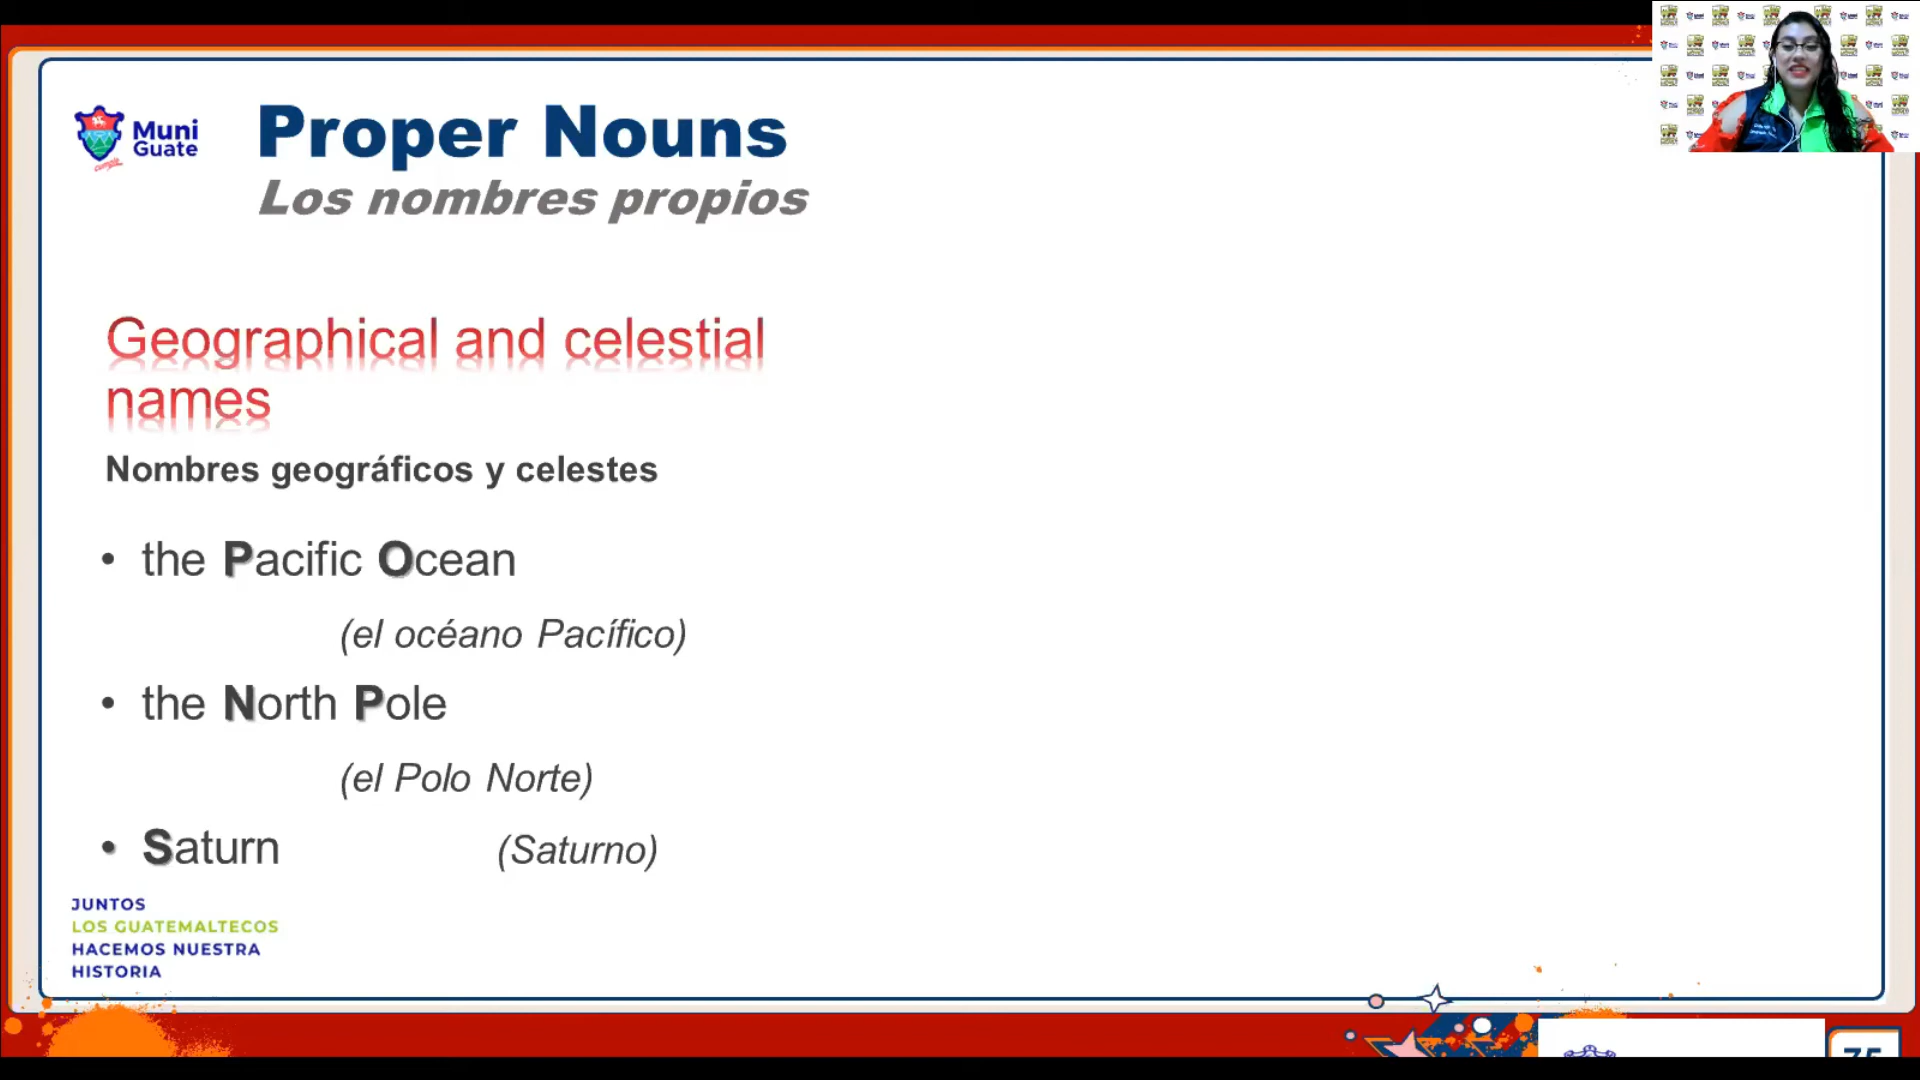 Muni
Guate
Proper Nouns
Los nombres propios
Geographical and celestial
names
Nombres geográficos y celestes
• the Pacific Ocean
(el océano Pacífico)
• the North Pole
(el Polo Norte)
• Saturn (Saturno)
JUNTOS
LOS GUATEMALTECOS
HACEMOS NUESTRA
HISTORIA